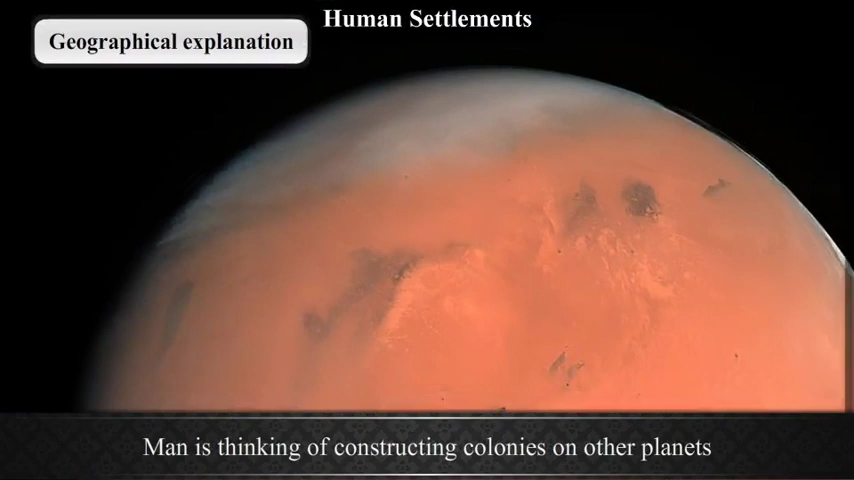 Human Settlements
Geographical explanation
Man is thinking of constructing colonies on other planets